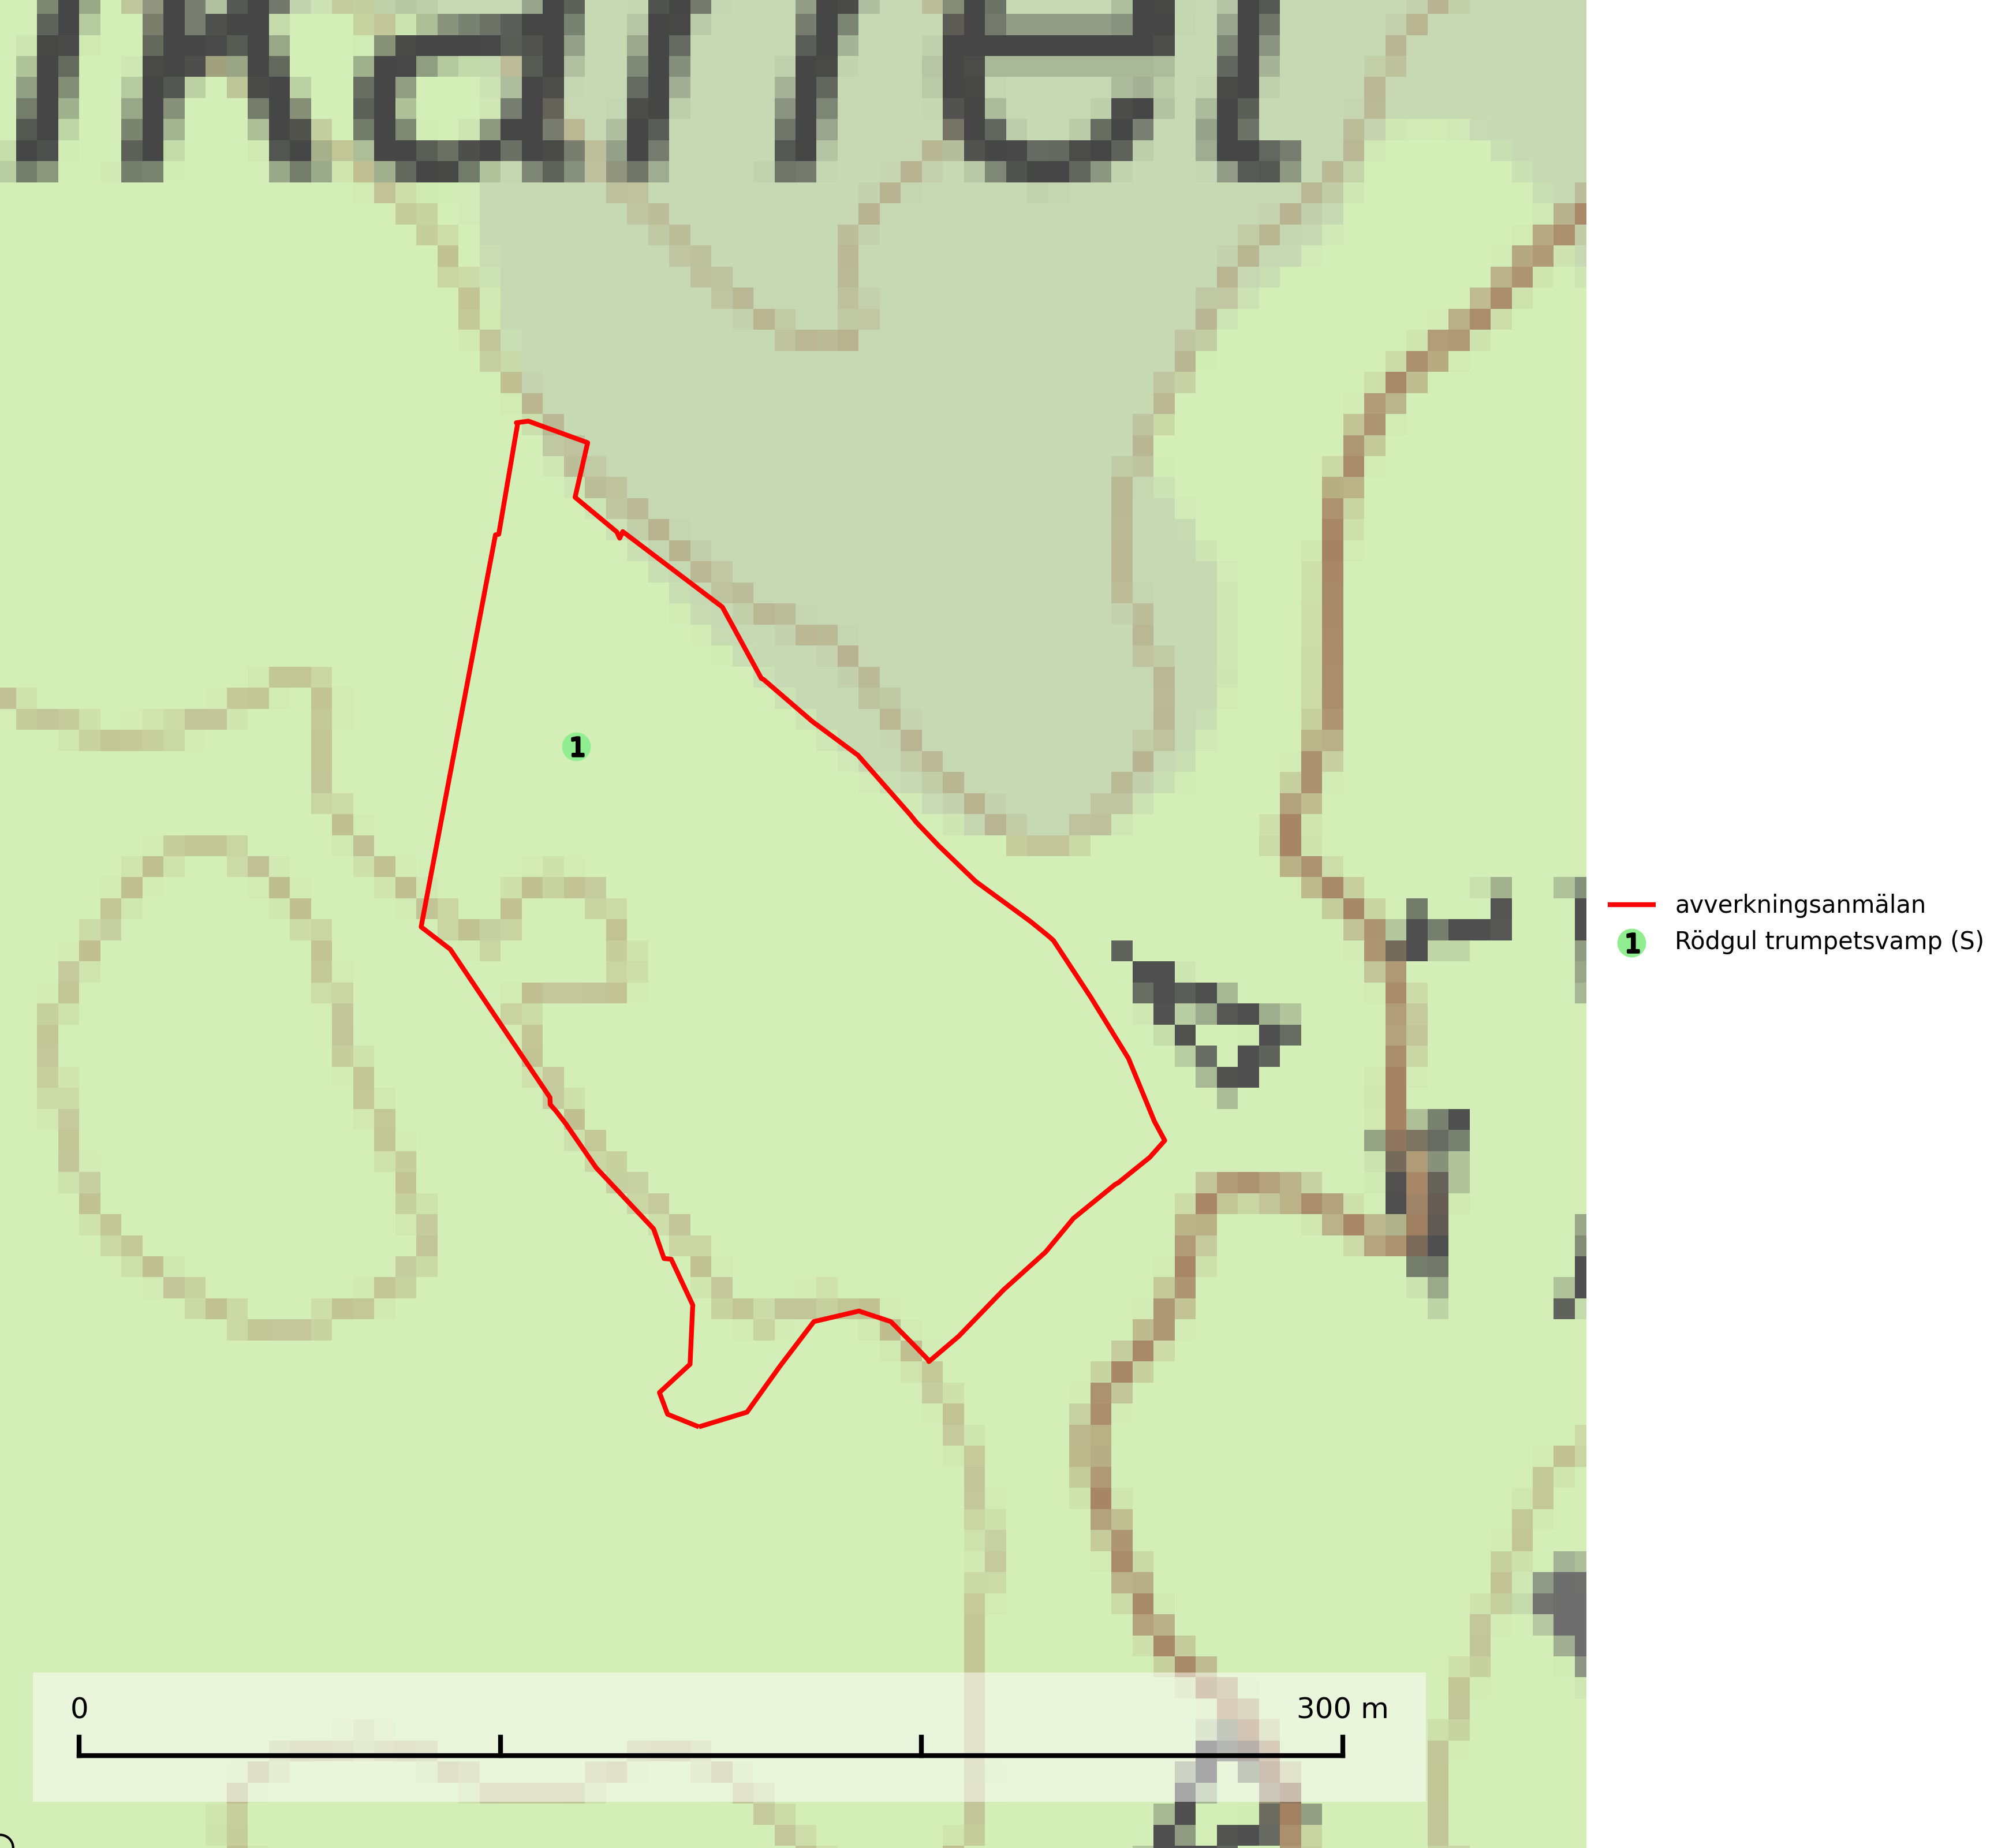 avverkningsanmälan
1 Rödgul trumpetsvamp (S)
1
0 300 m